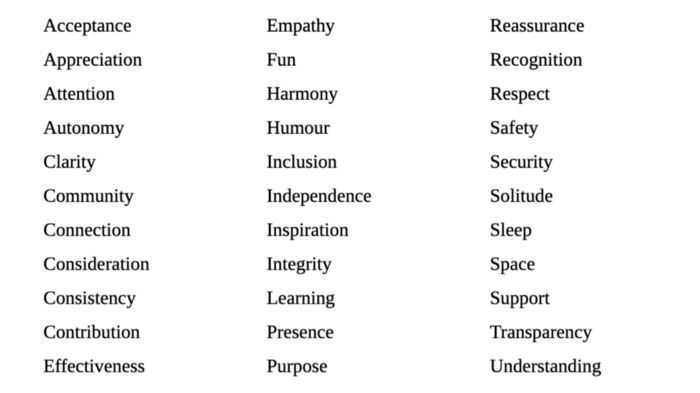 Acceptance
Appreciation
Attention
Autonomy
Clarity
Community
Connection
Consideration
Consistency
Contribution
Effectiveness
Empathy
Fun
Harmony
Humour
Inclusion
Independence
Inspiration
Integrity
Learning
Presence
Purpose
Reassurance
Recognition
Respect
Safety
Security
Solitude
Sleep
Space
Support
Transparency
Understanding